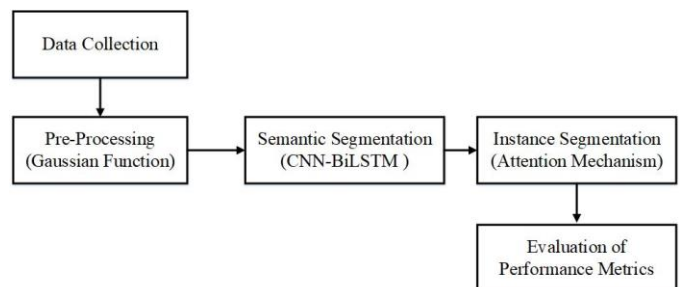 Data Collection
Pre-Processing
(Gaussian Function)
Semantic Segmentation
(CNN-BiLSTM )
Instance Segmentation
(Attention Mechanism)
Evaluation of
Performance Metrics